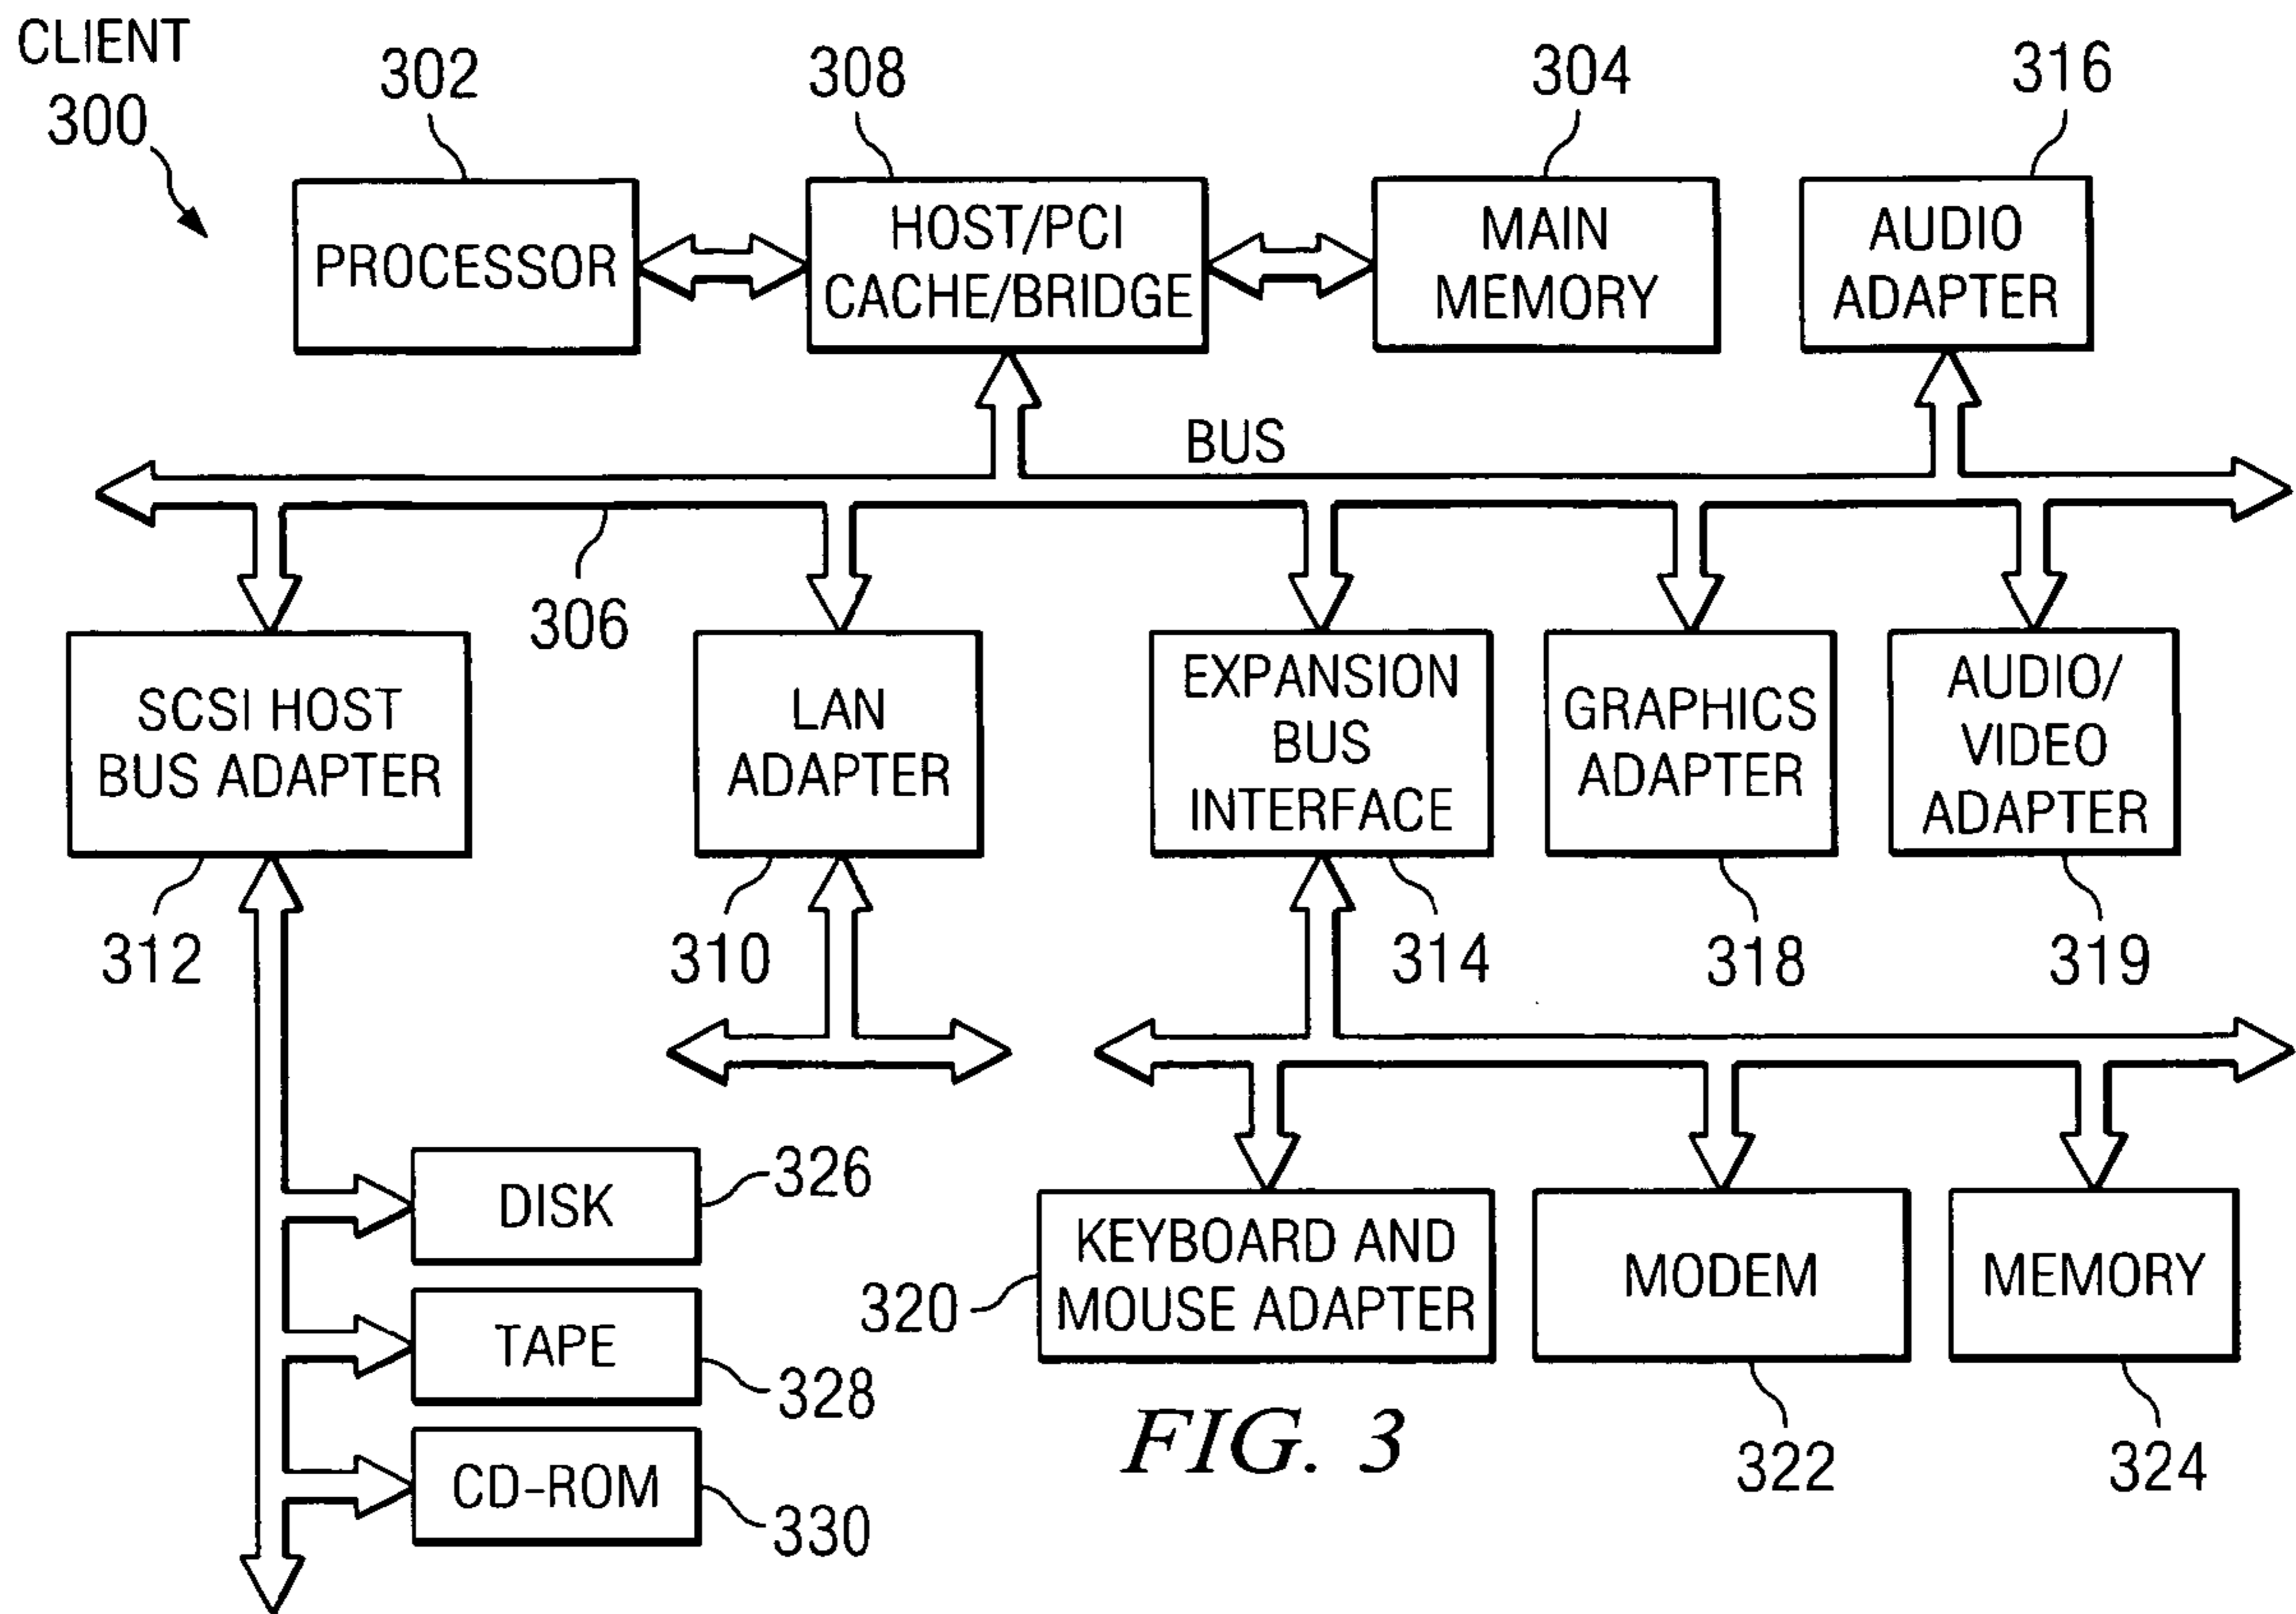 CLIENT
300
302
308
304
316
PROCESSOR
HOST/PCI
CACHE/BRIDGE
MAIN
MEMORY
AUDIO
ADAPTER
BUS
306
SCSI HOST
BUS ADAPTER
LAN
ADAPTER
EXPANSION
BUS
INTERFACE
GRAPHICS
ADAPTER
AUDIO/
VIDEO
ADAPTER
312
310
314
318
319
DISK
326
TAPE
328
CD-ROM
330
320
KEYBOARD AND
MOUSE ADAPTER
MODEM
MEMORY
322
324
FIG. 3